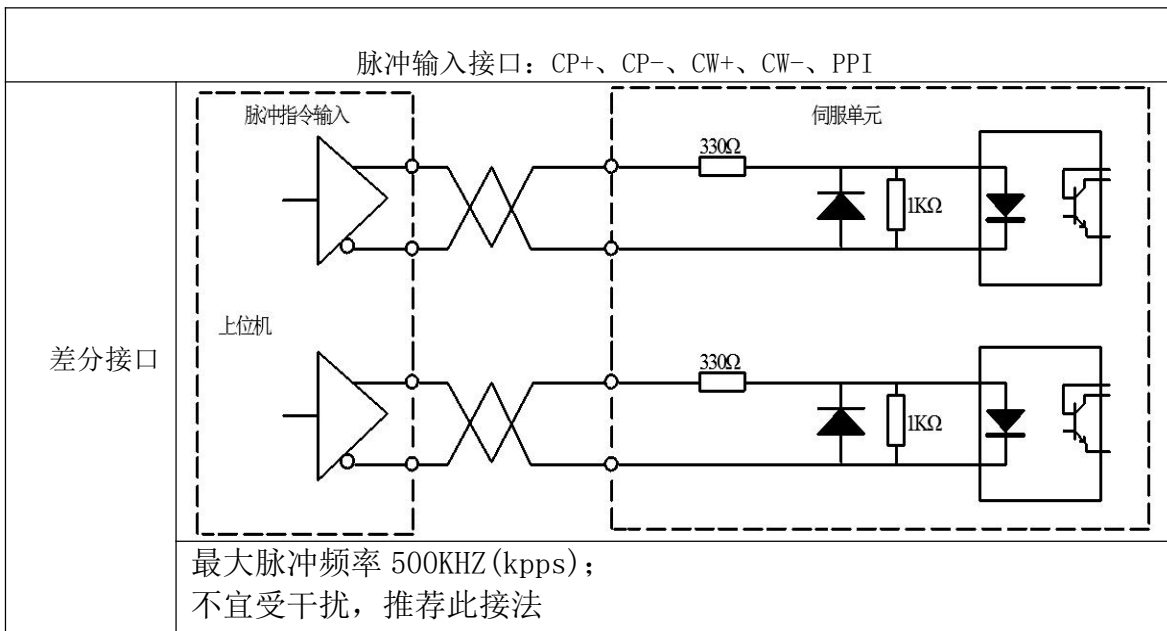 脉冲输入接口：CP+、CP-、CW+、CW-、PPI
脉冲指令输入
伺服单元
330Ω
1KΩ
上位机
差分接口
330Ω
1KΩ
最大脉冲频率 500KHZ(kpps)；
不宜受干扰，推荐此接法